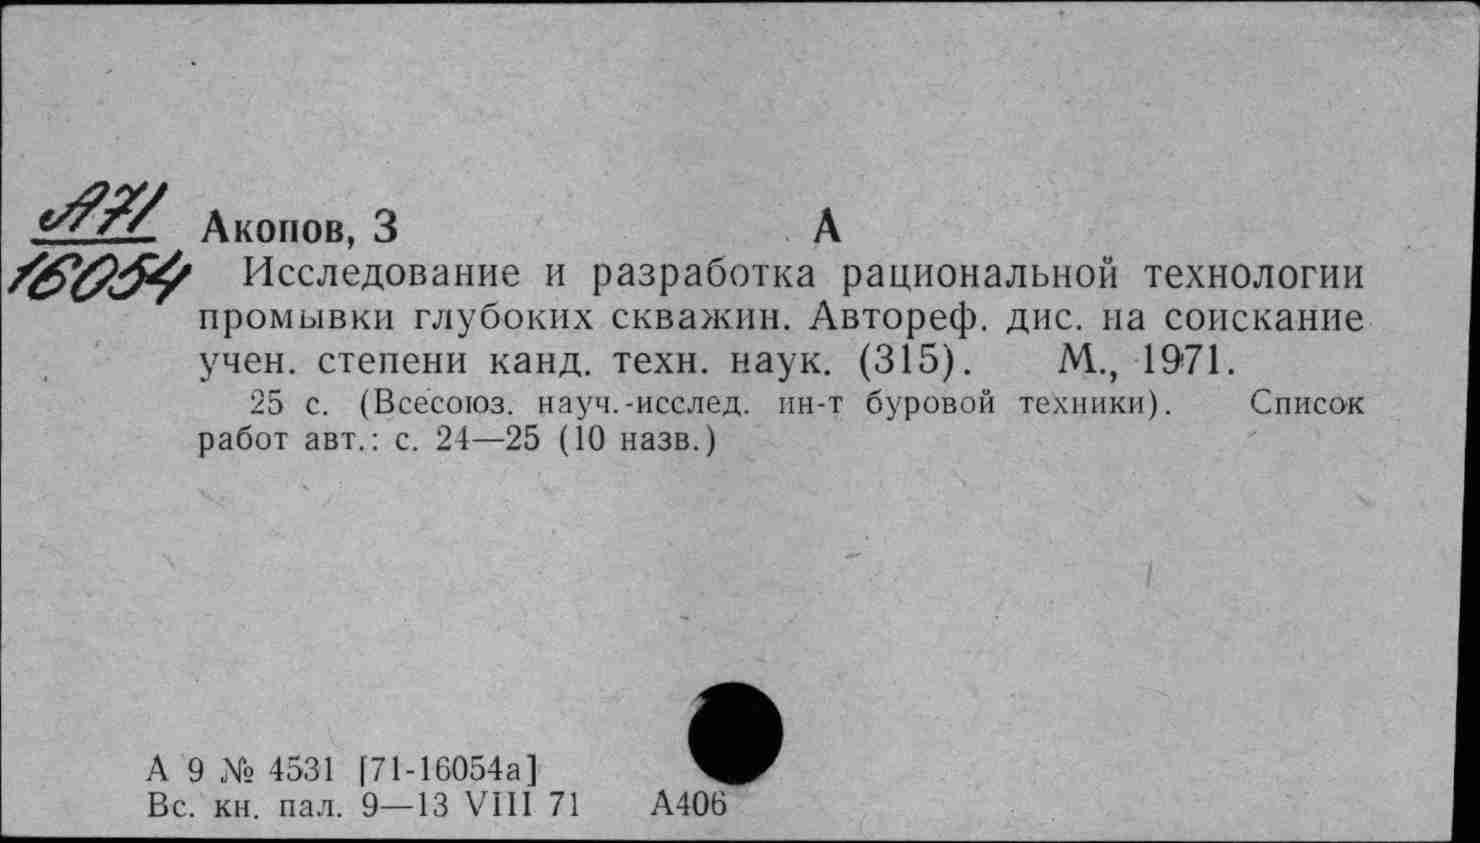 А71
16054
Акопов, З А
Исследование и разработка рациональной технологии
промывки глубоких скважин. Автореф. дис. на соискание
учен. степени канд. техн. наук. (315). М., 1971.
25 с. (Всесоюз. науч.-исслед. ин-т буровой техники). Список
работ авт.: с. 24—25 (10 назв.)
А 9 № 4531 [71-16054а]
Вс. кн. пал. 9—13 VIII 71 А406